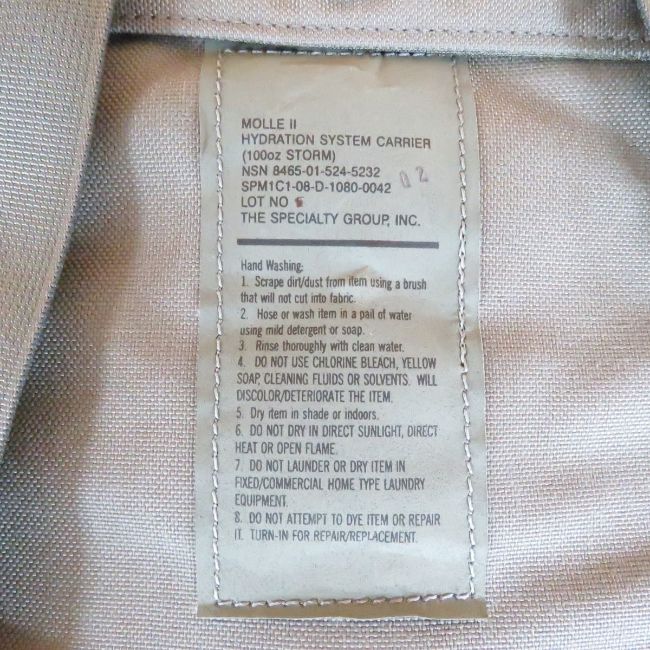 MOLLE II
HYDRATION SYSTEM CARRIER
(100oz STORM)
NSN 8465-01-524-5232
SPM1C1-08-D-1080-0042 02
LOT NO
THE SPECIALTY GROUP, INC.
Hand Washing:
1. Scrape dirt/dust from item using a brush
that will not cut into fabric.
2. Hose or wash item in a pail of water
using mild detergent or soap.
3. Rinse thoroughly with clean water.
4. DO NOT USE CHLORINE BLEACH, YELLOW
SOAP, CLEANING FLUIDS OR SOLVENTS. WILL
DISCOLOR/DETERIORATE THE ITEM.
5. Dry item in shade or indoors.
6. DO NOT DRY IN DIRECT SUNLIGHT, DIRECT
HEAT OR OPEN FLAME.
7. DO NOT LAUNDER OR DRY ITEM IN
FIXED/COMMERCIAL HOME TYPE LAUNDRY
EQUIPMENT.
8. DO NOT ATTEMPT TO DYE ITEM OR REPAIR
IT. TURN-IN FOR REPAIR/REPLACEMENT.